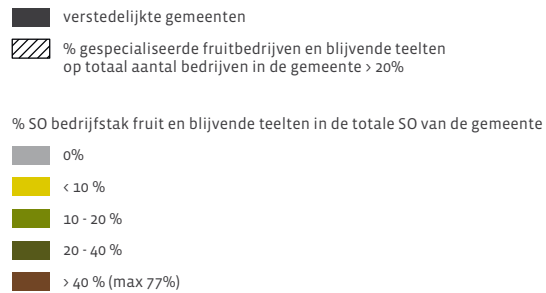 verstedelijkte gemeenten
% gespecialiseerde fruitbedrijven en blijvende teelten
op totaal aantal bedrijven in de gemeente > 20%
% SO bedrijfstak fruit en blijvende teelten in de totale SO van de gemeente
0%
< 10 %
10 - 20 %
20 - 40 %
> 40 % (max 77%)